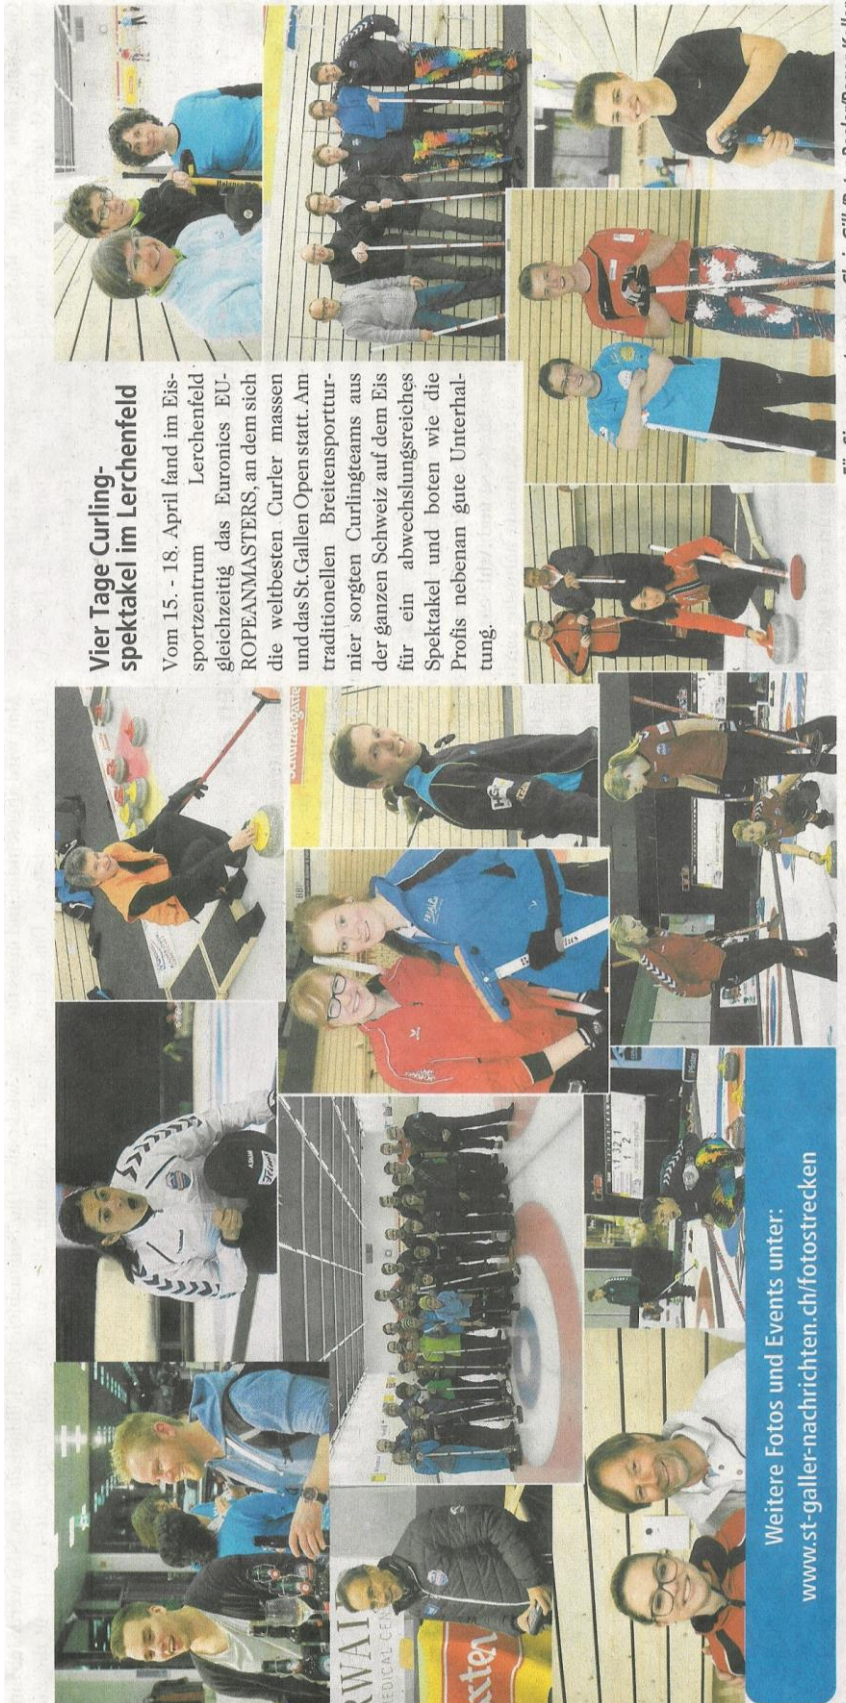 Vier Tage Curling-
spektakel im Lerchenfeld
Vom 15. - 18. April fand im Eis-
sportzentrum Lerchenfeld
gleichzeitig das Euronics EU-
ROPEANMASTERS, an dem sich
die weltbesten Curler massen
und das St. Gallen Open statt. Am
traditionellen Breitensporttur-
nier sorgten Curlingteams aus
der ganzen Schweiz auf dem Eis
für ein abwechslungsreiches
Spektakel und boten wie die
Profis nebenan gute Unterhal-
tung.
Schützengarten
MEDICAL CEN
Weitere Fotos und Events unter:
www.st-galler-nachrichten.ch/fotostrecken